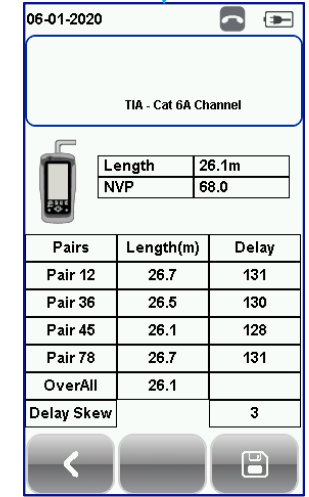 06-01-2020
TIA - Cat 6A Channel
Length 26.1m
NVP 68.0
Pairs Length(m) Delay
Pair 12 26.7 131
Pair 36 26.5 130
Pair 45 26.1 128
Pair 78 26.7 131
OverAll 26.1
Delay Skew 3